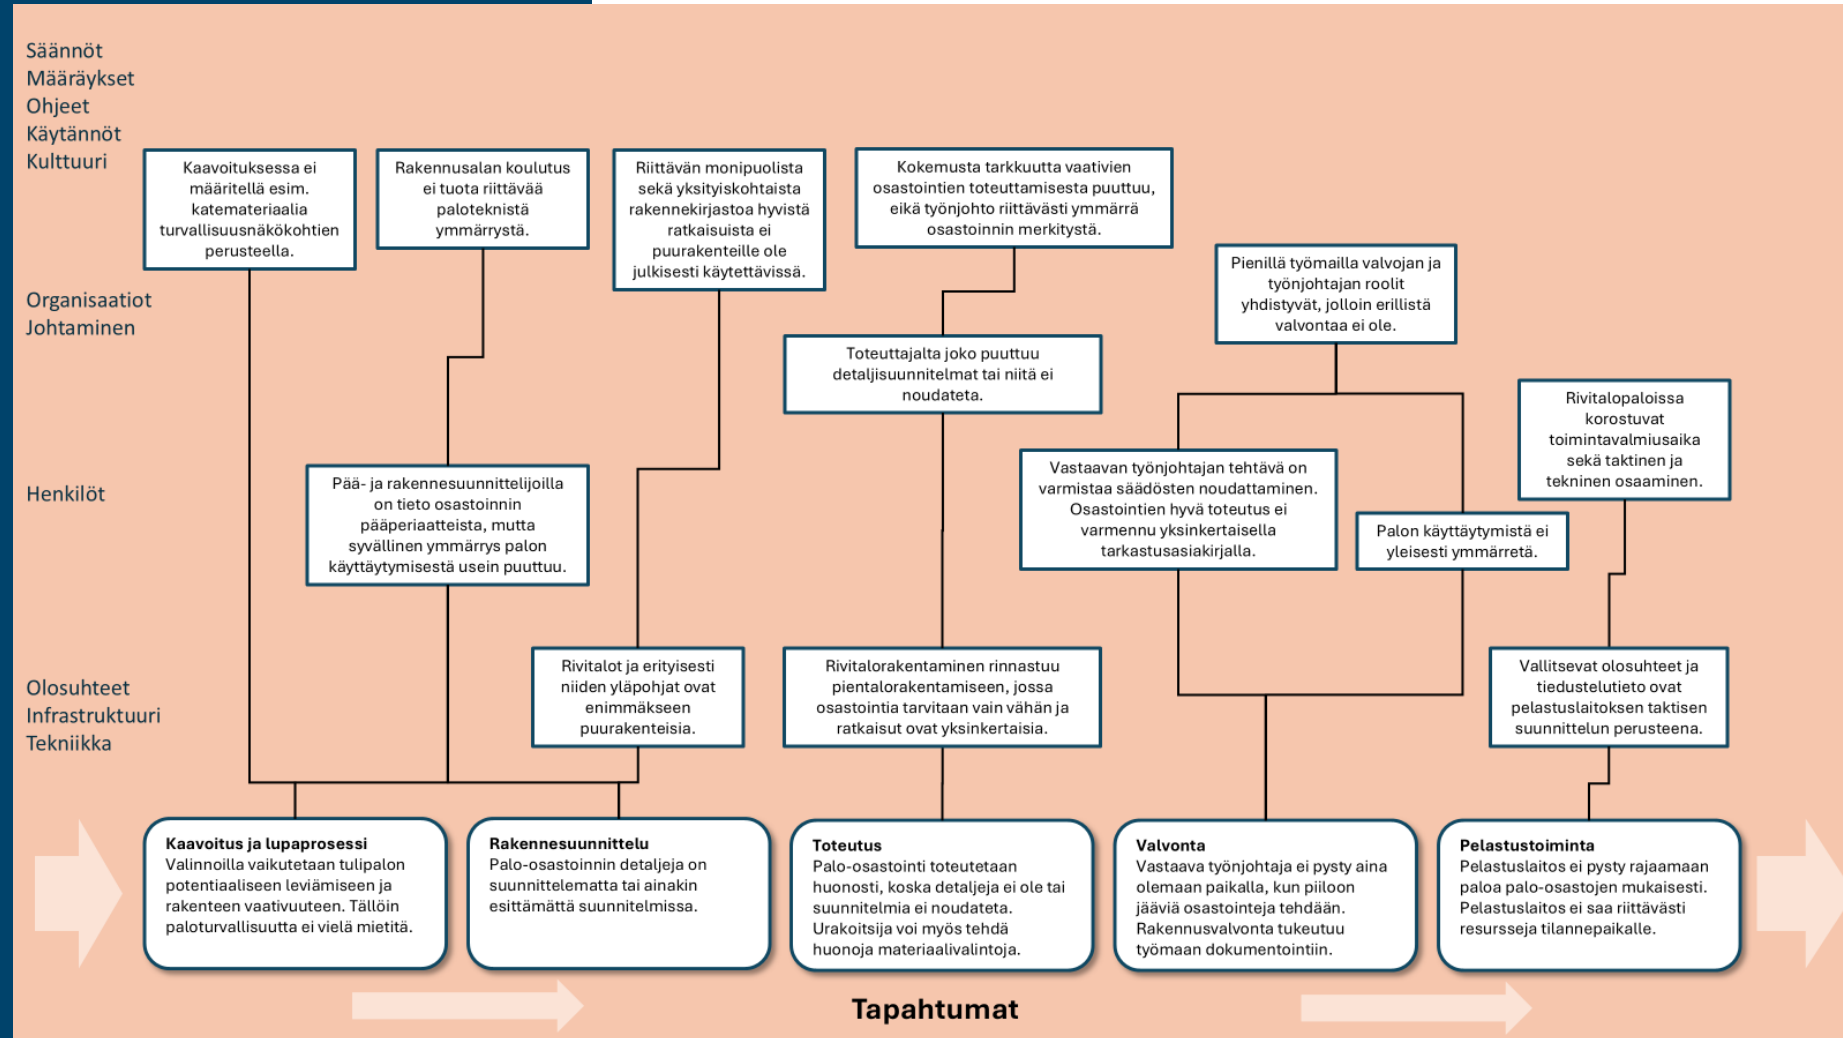 Säännöt
Määräykset
Ohjeet
Käytännöt
Kulttuuri
Kaavoituksessa ei
määritellä esim.
katemateriaalia
turvallisuusnäkökohtien
perusteella.
Rakennusalan koulutus
ei tuota riittävää
paloteknistä
ymmärrystä.
Riittävän monipuolista
sekä yksityiskohtaista
rakennekirjastoa hyvistä
ratkaisuista ei
puurakenteille ole
julkisesti käytettävissä.
Kokemusta tarkkuutta vaativien
osastointien toteuttamisesta puuttuu,
eikä työnjohto riittävästi ymmärrä
osastoinnin merkitystä.
Pienillä työmailla valvojan ja
työnjohtajan roolit
yhdistyvät, jolloin erillistä
valvontaa ei ole.
Organisaatiot
Johtaminen
Toteuttajalta joko puuttuu
detaljisuunnitelmat tai niitä ei
noudateta.
Rivitalopaloissa
korostuvat
toimintavalmiusaika
sekä taktinen ja
tekninen osaaminen.
Henkilöt
Pää- ja rakennesuunnittelijoilla
on tieto osastoinnin
pääperiaatteista, mutta
syvällinen ymmärrys palon
käyttäytymisestä usein puuttuu.
Vastaavan työnjohtajan tehtävä on
varmistaa säädösten noudattaminen.
Osastointien hyvä toteutus ei
varmennu yksinkertaisella
tarkastusasiakirjalla.
Palon käyttäytymistä ei
yleisesti ymmärretä.
Olosuhteet
Infrastruktuuri
Tekniikka
Rivitalot ja erityisesti
niiden yläpohjat ovat
enimmäkseen
puurakenteisia.
Rivitalorakentaminen rinnastuu
pientalorakentamiseen, jossa
osastointia tarvitaan vain vähän ja
ratkaisut ovat yksinkertaisia.
Vallitsevat olosuhteet ja
tiedustelutieto ovat
pelastuslaitoksen taktisen
suunnittelun perusteena.
Kaavoitus ja lupaprosessi
Valinnoilla vaikutetaan tulipalon
potentiaaliseen leviämiseen ja
rakenteen vaativuuteen. Tällöin
paloturvallisuutta ei vielä mietitä.
Rakennesuunnittelu
Palo-osastoinnin detaljeja on
suunnittelematta tai ainakin
esittämättä suunnitelmissa.
Toteutus
Palo-osastointi toteutetaan
huonosti, koska detaljeja ei ole tai
suunnitelmia ei noudateta.
Urakoitsija voi myös tehdä
huonoja materiaalivalintoja.
Valvonta
Vastaava työnjohtaja ei pysty aina
olemaan paikalla, kun piiloon
jääviä osastointeja tehdään.
Rakennusvalvonta tukeutuu
työmaan dokumentointiin.
Pelastustoiminta
Pelastuslaitos ei pysty rajaamaan
paloa palo-osastojen mukaisesti.
Pelastuslaitos ei saa riittävästi
resursseja tilannepaikalle.
Tapahtumat